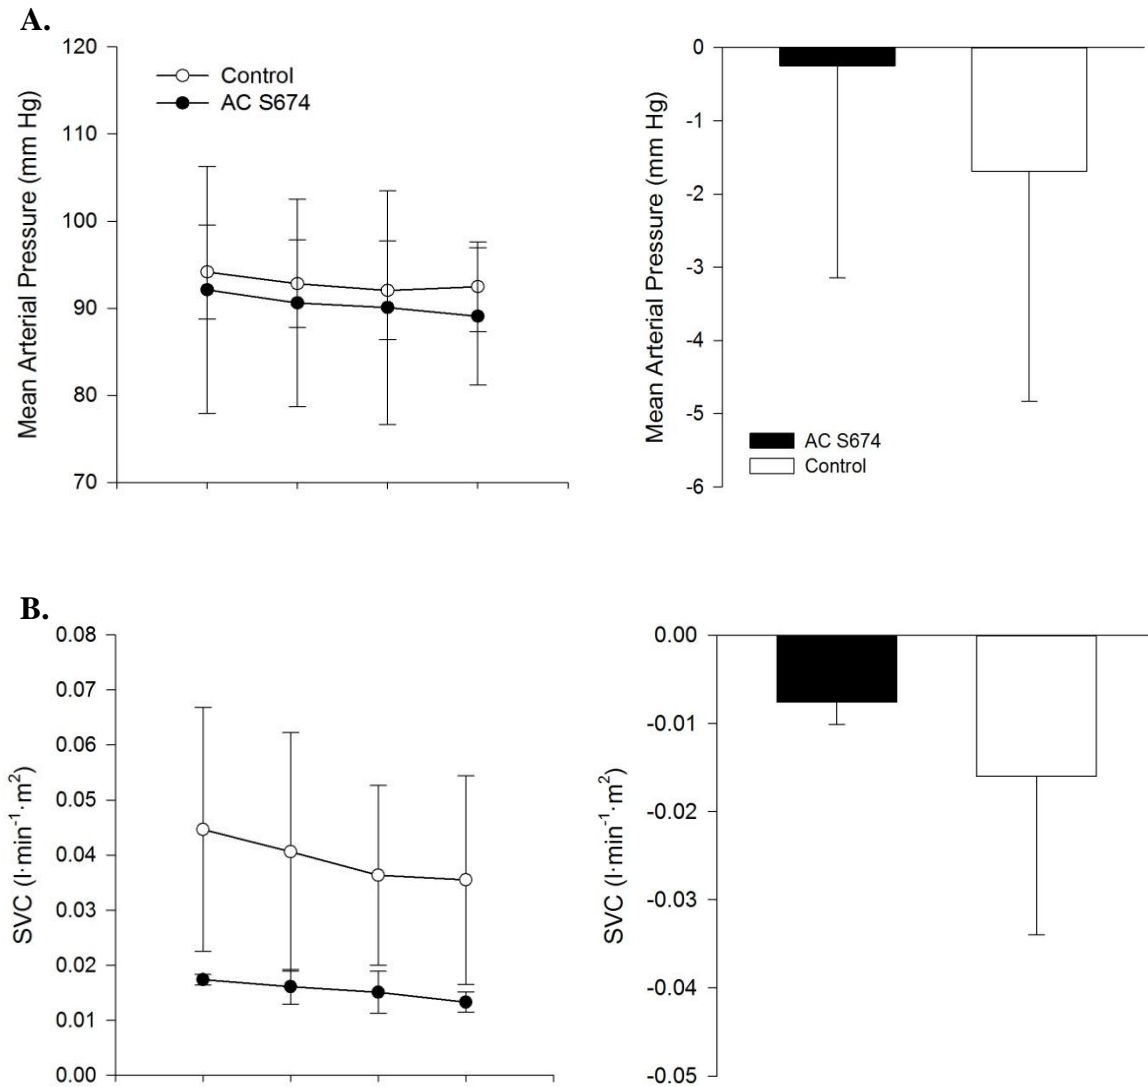 A.
Mean Arterial Pressure (mm Hg)
120
110
100
90
80
70
Control
AC S674
Mean Arterial Pressure (mm Hg)
0
-1
-2
-3
-4
-5
-6
AC S674
Control
B.
SVC (l·min⁻¹·m²)
0.08
0.07
0.06
0.05
0.04
0.03
0.02
0.01
0.00
SVC (l·min⁻¹·m²)
0.00
-0.01
-0.02
-0.03
-0.04
-0.05